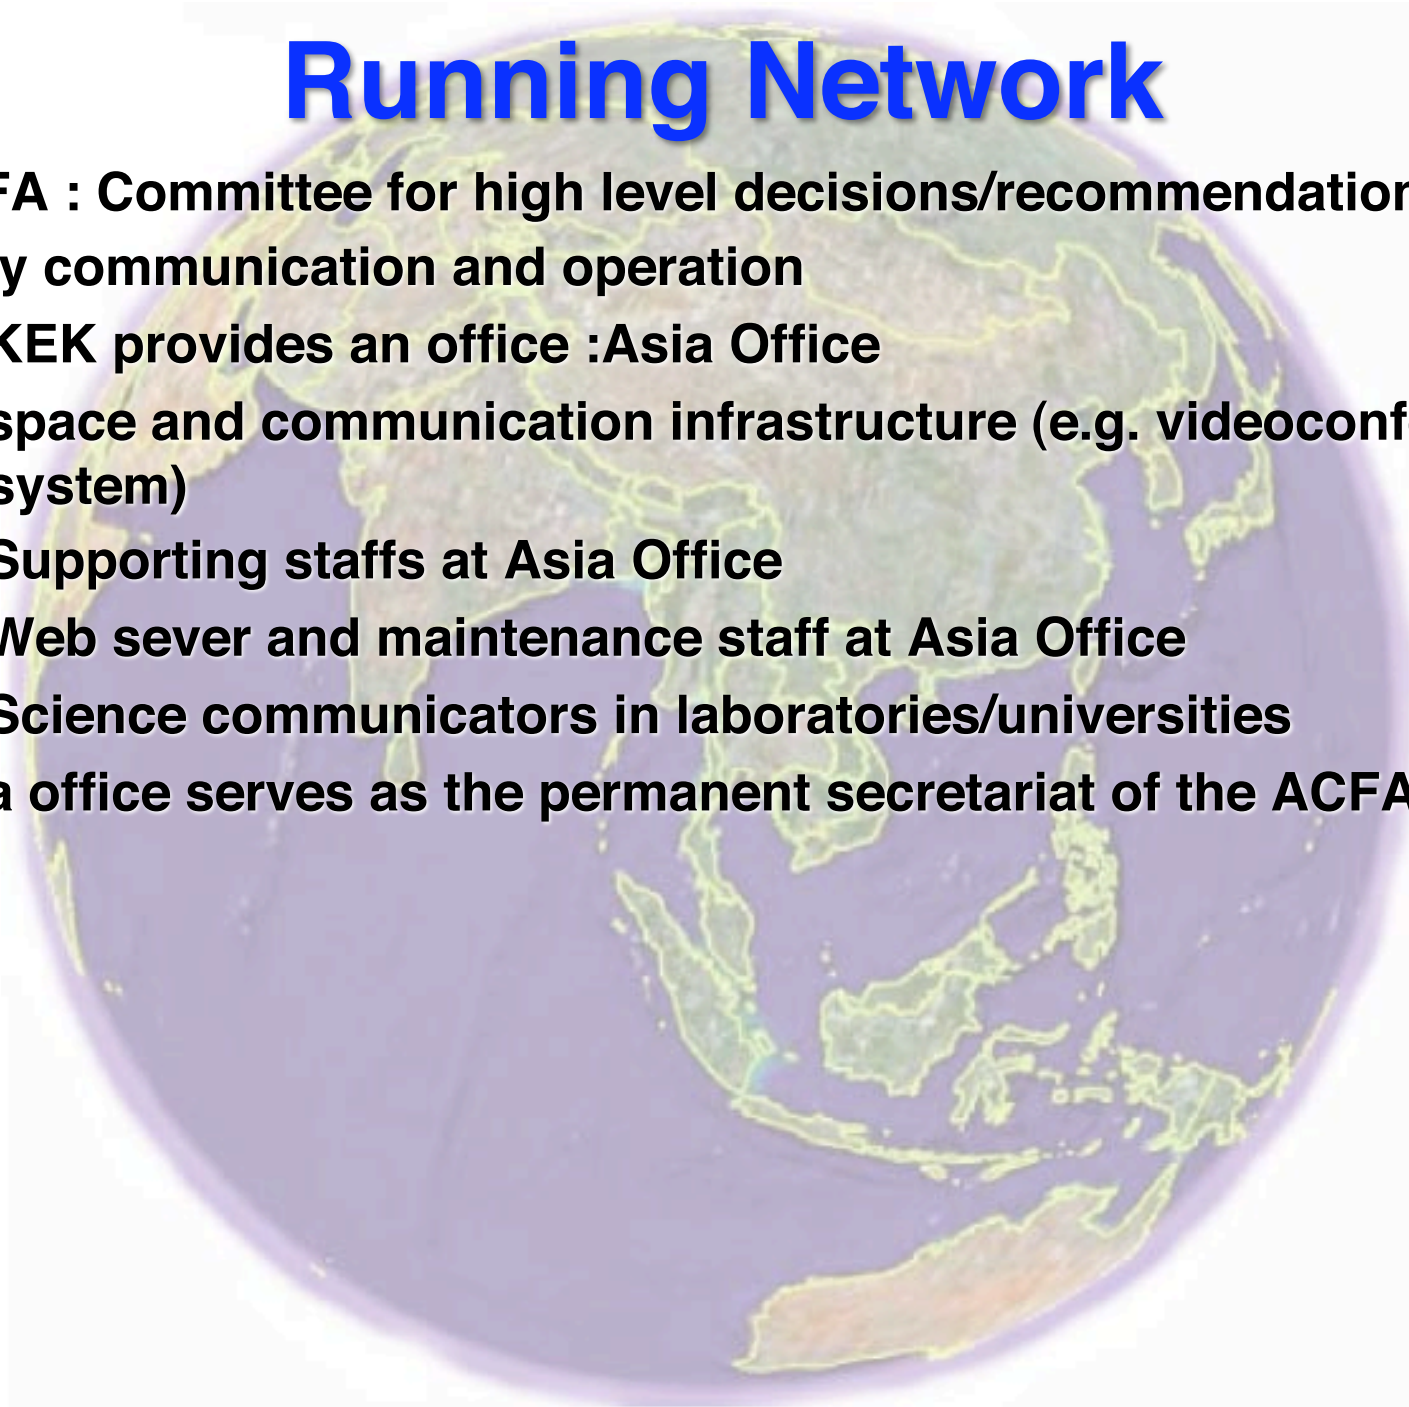 Running Network
FA : Committee for high level decisions/recommendation
y communication and operation
KEK provides an office :Asia Office
space and communication infrastructure (e.g. videoconf
system)
Supporting staffs at Asia Office
Web sever and maintenance staff at Asia Office
Science communicators in laboratories/universities
a office serves as the permanent secretariat of the ACFA